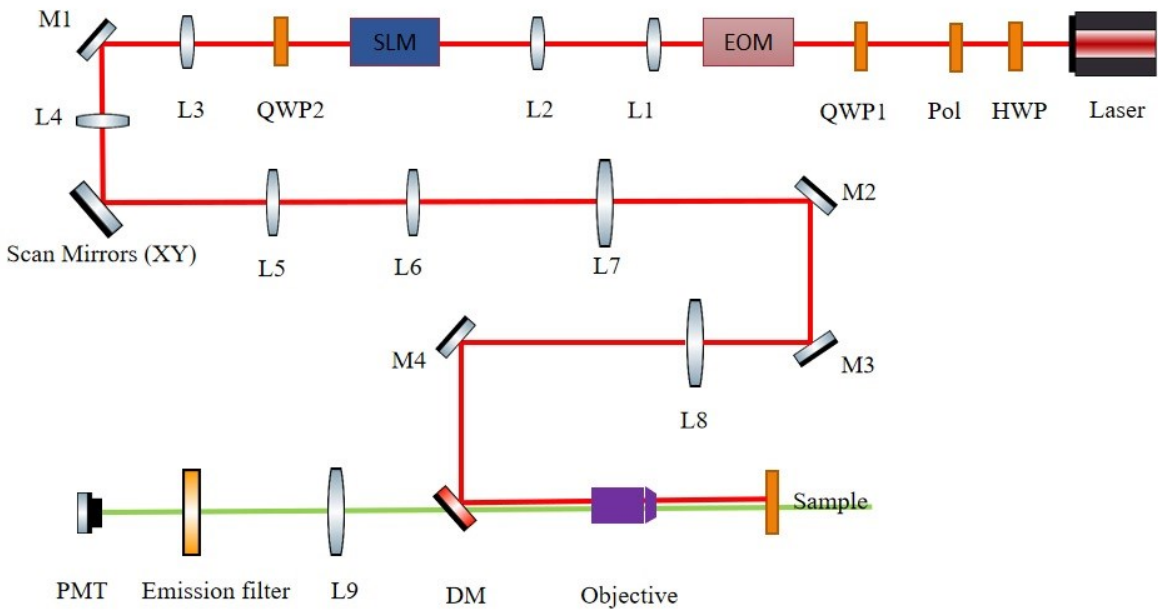 M1
SLM
EOM
L4
L3
QWP2
L2
L1
QWP1
Pol
HWP
Laser
M2
Scan Mirrors (XY)
L5
L6
L7
M4
M3
L8
Sample
PMT
Emission filter
L9
DM
Objective